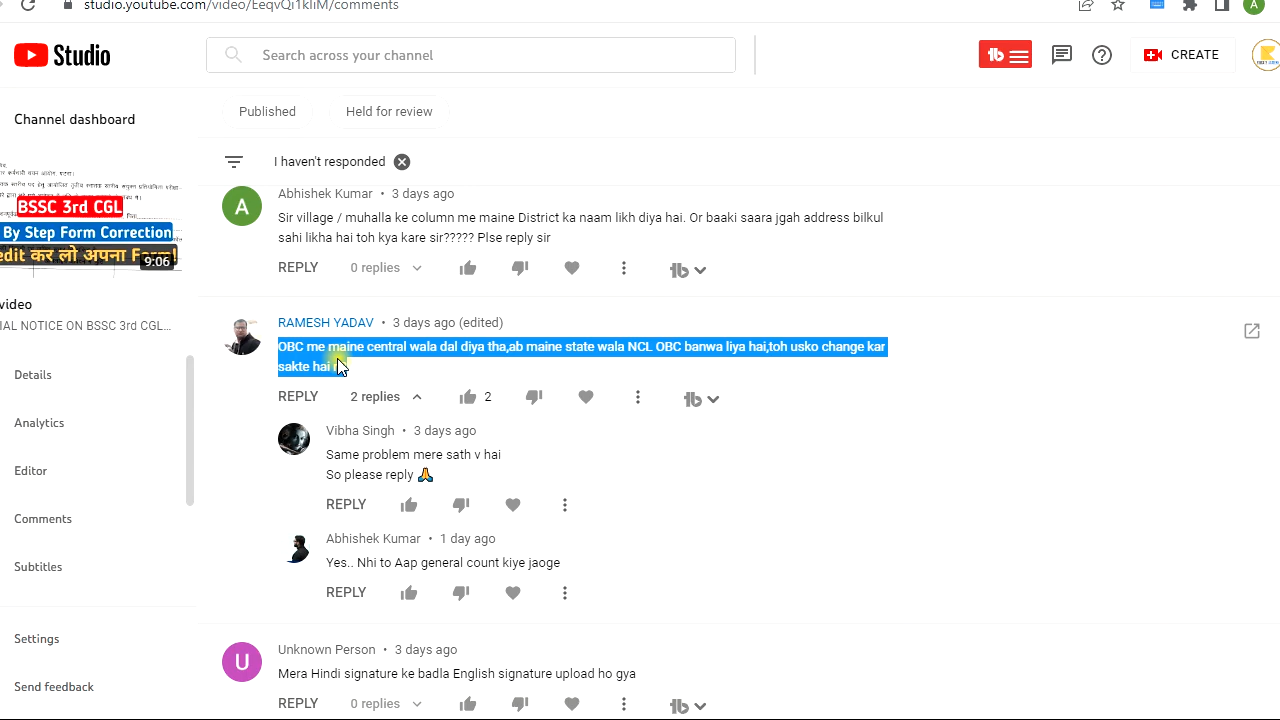 studio.youtube.com/video/EeqvQi1kIiM/comments
A
Studio
Search across your channel
CREATE
Channel dashboard
Published
Held for review
I haven't responded
BSSC 3rd CGL
By Step Form Correction
edit कर लो अपना Form!
9:06
video
IAL NOTICE ON BSSC 3rd CGL...
Details
Analytics
Editor
Comments
Subtitles
Settings
Send feedback
A
Abhishek Kumar • 3 days ago
Sir village / muhalla ke column me maine District ka naam likh diya hai. Or baaki saara jgah address bilkul
sahi likha hai toh kya kare sir????? Plse reply sir
REPLY 0 replies
RAMESH YADAV • 3 days ago (edited)
OBC me maine central wala dal diya tha,ab maine state wala NCL OBC banwa liya hai,toh usko change kar
sakte hai
REPLY 2 replies 2
Vibha Singh • 3 days ago
Same problem mere sath v hai
So please reply 🙏
REPLY
Abhishek Kumar • 1 day ago
Yes.. Nhi to Aap general count kiye jaoge
REPLY
U
Unknown Person • 3 days ago
Mera Hindi signature ke badla English signature upload ho gya
REPLY 0 replies